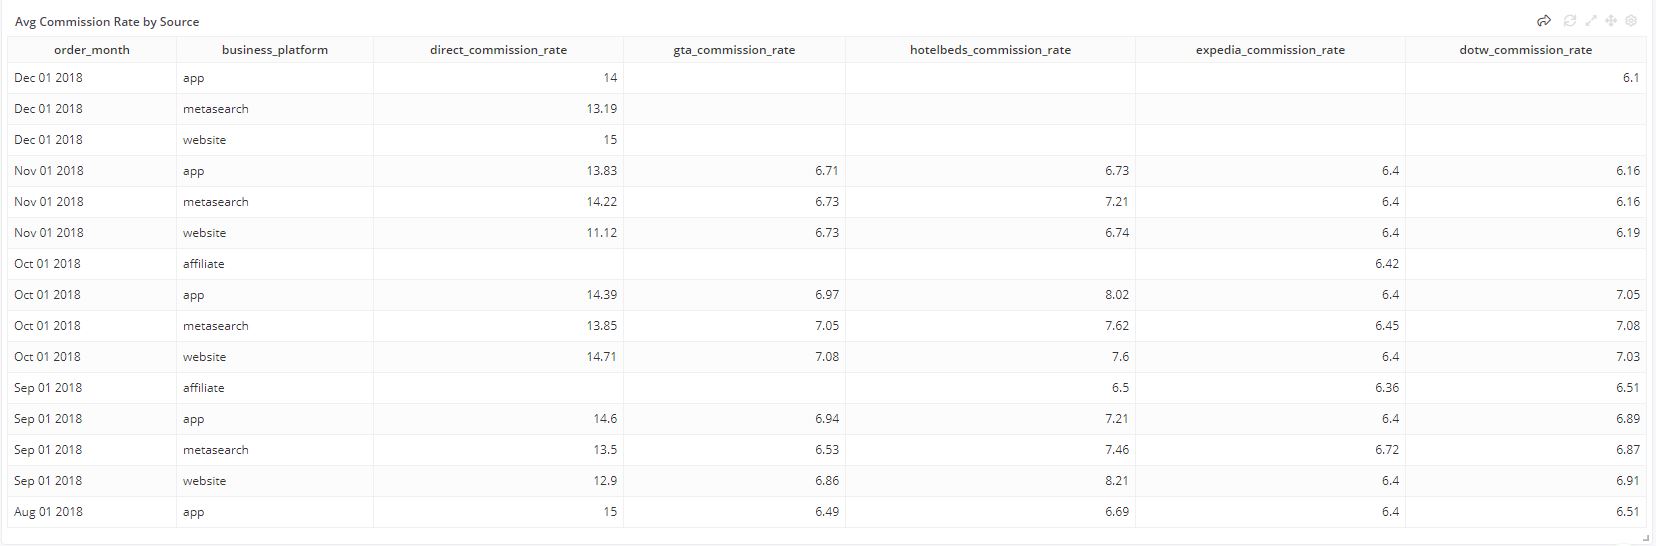 Avg Commission Rate by Source
order_month business_platform direct_commission_rate gta_commission_rate hotelbeds_commission_rate expedia_commission_rate dotw_commission_rate
Dec 01 2018 app 14 6.1
Dec 01 2018 metasearch 13.19
Dec 01 2018 website 15
Nov 01 2018 app 13.83 6.71 6.73 6.4 6.16
Nov 01 2018 metasearch 14.22 6.73 7.21 6.4 6.16
Nov 01 2018 website 11.12 6.73 6.74 6.4 6.19
Oct 01 2018 affiliate 6.42
Oct 01 2018 app 14.39 6.97 8.02 6.4 7.05
Oct 01 2018 metasearch 13.85 7.05 7.62 6.45 7.08
Oct 01 2018 website 14.71 7.08 7.6 6.4 7.03
Sep 01 2018 affiliate 6.5 6.36 6.51
Sep 01 2018 app 14.6 6.94 7.21 6.4 6.89
Sep 01 2018 metasearch 13.5 6.53 7.46 6.72 6.87
Sep 01 2018 website 12.9 6.86 8.21 6.4 6.91
Aug 01 2018 app 15 6.49 6.69 6.4 6.51